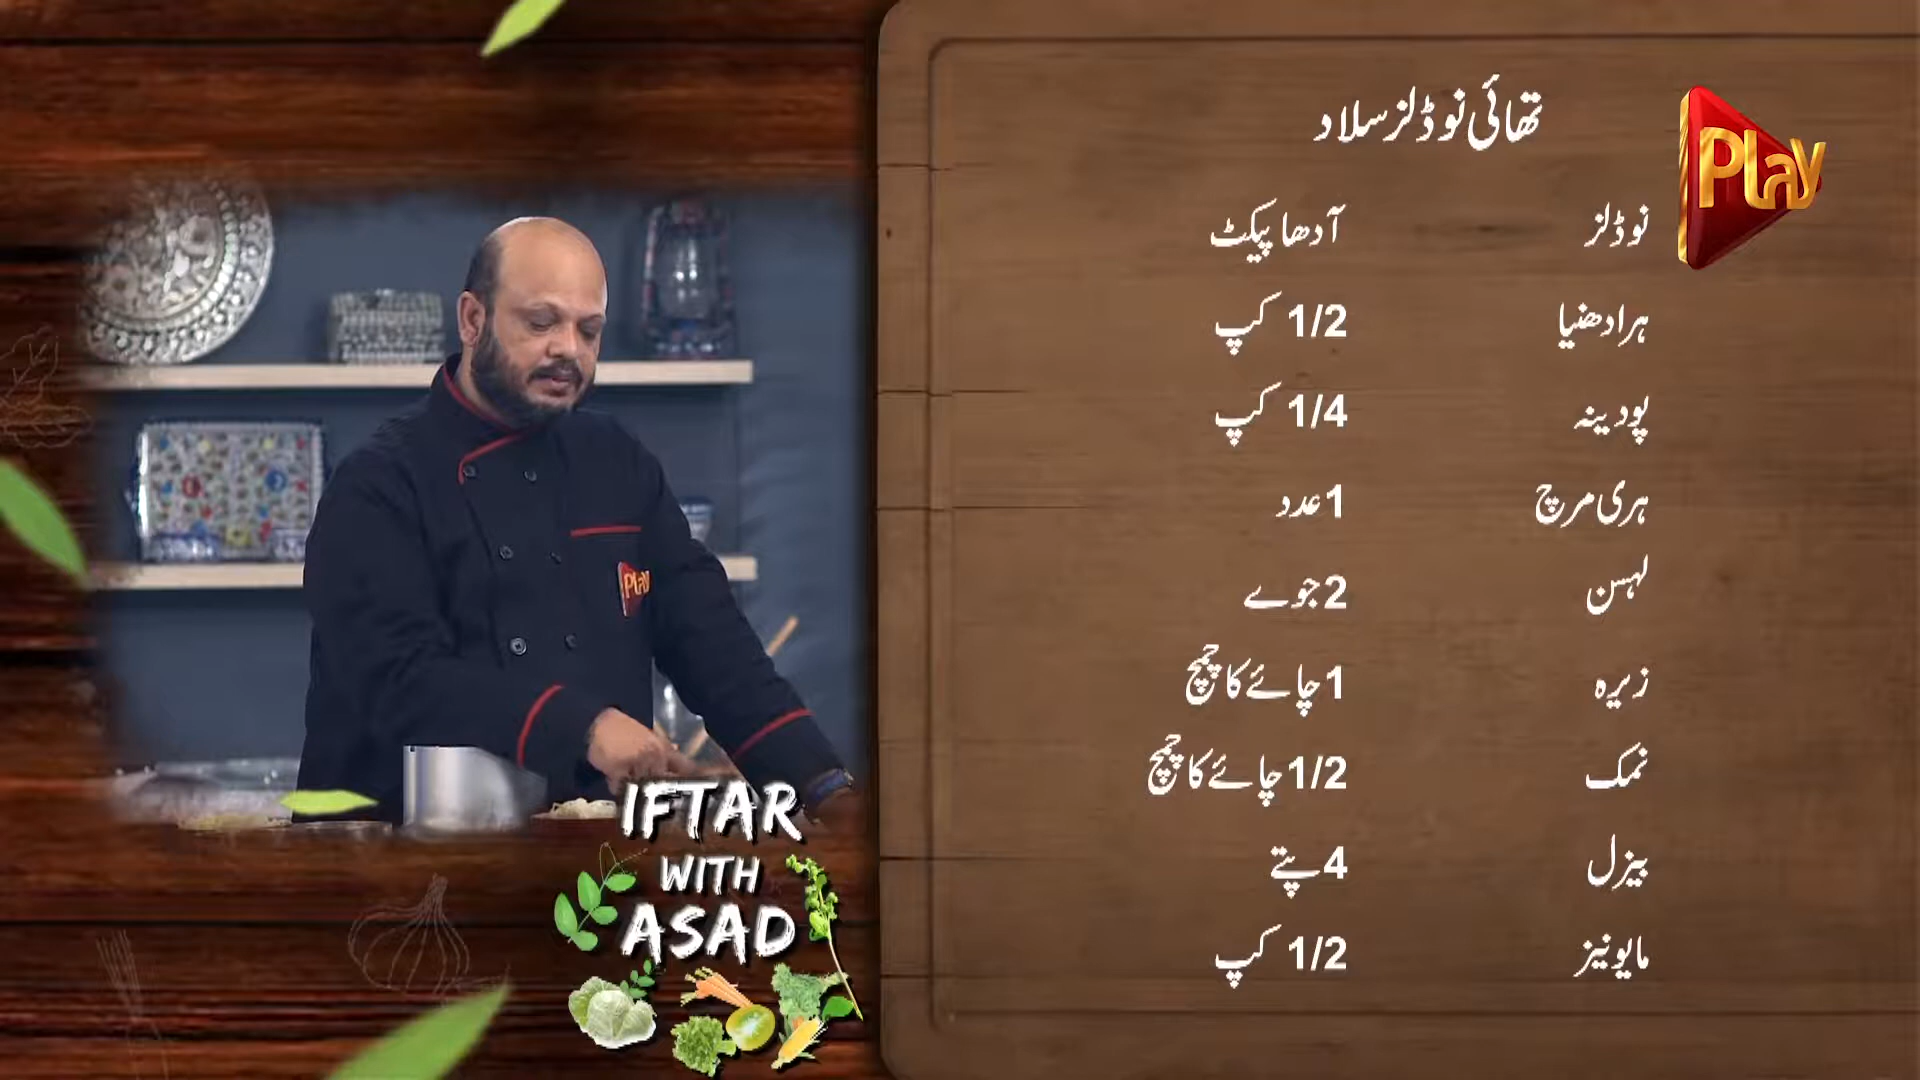 تھائی نوڈلز سلاد
Play
نوڈلز آدھا پیکٹ
ہرا دھنیا 1/2 کپ
پودینہ 1/4 کپ
ہری مرچ 1 عدد
لہسن 2 جوے
زیرہ 1 چائے کا چمچ
نمک 1/2 چائے کا چمچ
بیزل 4 پتے
مایونیز 1/2 کپ
Play
IFTAR
WITH
ASAD